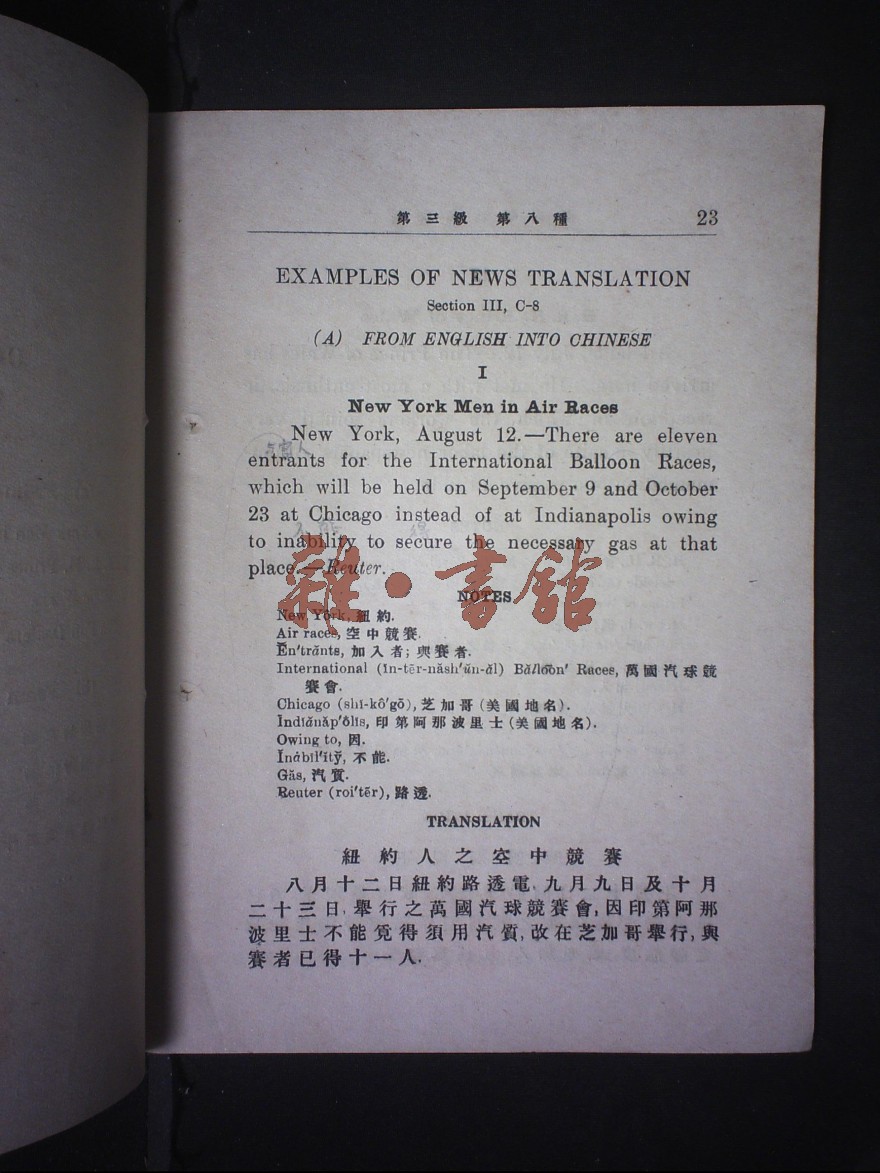 第三級 第八種 23
EXAMPLES OF NEWS TRANSLATION
Section III, C-8
(A) FROM ENGLISH INTO CHINESE
I
New York Men in Air Races
New York, August 12.—There are eleven
entrants for the International Balloon Races,
which will be held on September 9 and October
23 at Chicago instead of at Indianapolis owing
to inability to secure the necessary gas at that
place.—Reuter.
雜·書舘
NOTES
New York, 紐約.
Air races, 空中競賽.
Ĕn'trănts, 加入者;與賽者.
International (ĭn-tēr-năsh'ŭn-ăl) Băllo͞on' Races, 萬國汽球競
賽會.
Chicago (shĭ-kô'gō), 芝加哥 (美國地名).
Ĭndĭănăp'ŏlĭs, 印第阿那波里士 (美國地名).
Owing to, 因.
Ĭnȧbĭl'ĭty̆, 不能.
Găs, 汽質.
Reuter (roi'tēr), 路透.
TRANSLATION
紐約人之空中競賽
八月十二日紐約路透電, 九月九日及十月
二十三日, 舉行之萬國汽球競賽會, 因印第阿那
波里士不能覓得須用汽質, 改在芝加哥舉行, 與
賽者已得十一人.